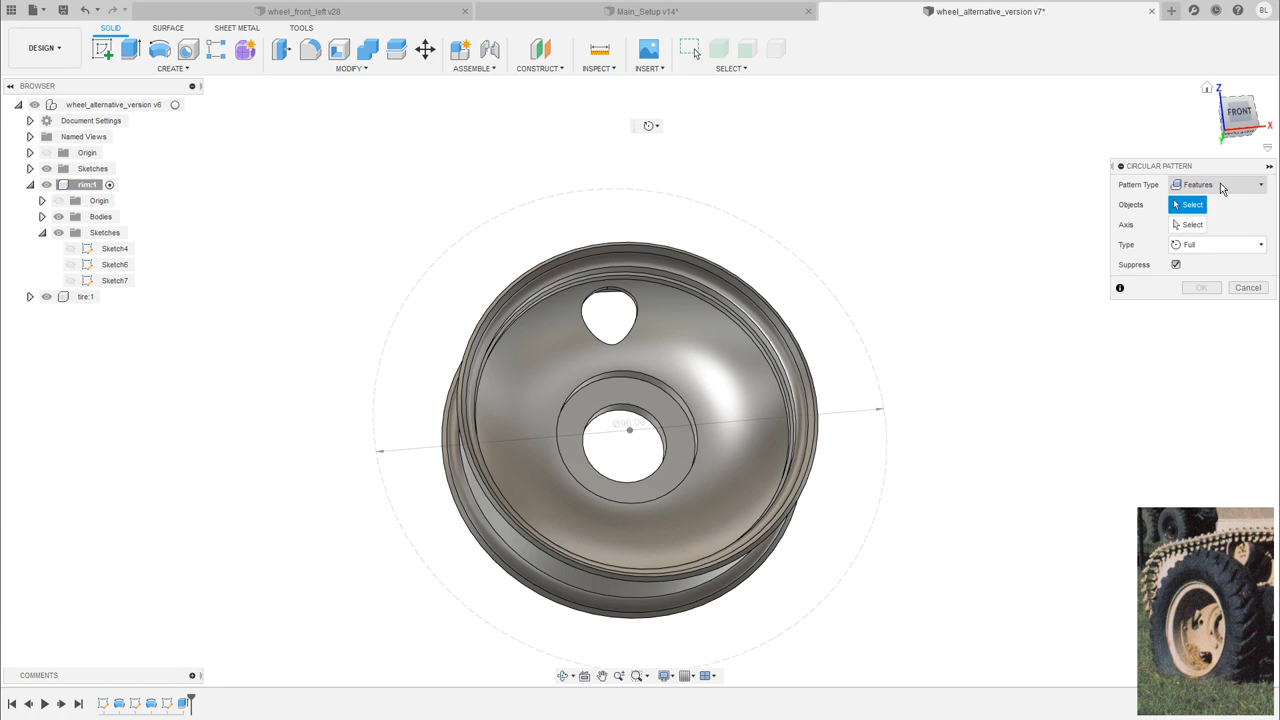 wheel_front_left v28
Main_Setup v14*
wheel_alternative_version v7*
BL
SOLID
SURFACE
SHEET METAL
TOOLS
DESIGN
CREATE
MODIFY
ASSEMBLE
CONSTRUCT
INSPECT
INSERT
SELECT
BROWSER
wheel_alternative_version v6
Document Settings
Named Views
Origin
Sketches
rim:1
Origin
Bodies
Sketches
Sketch4
Sketch6
Sketch7
tire:1
Z
FRONT
X
Y
CIRCULAR PATTERN
Pattern Type
Features
Objects
Select
Axis
Select
Type
Full
Suppress
OK
Cancel
COMMENTS